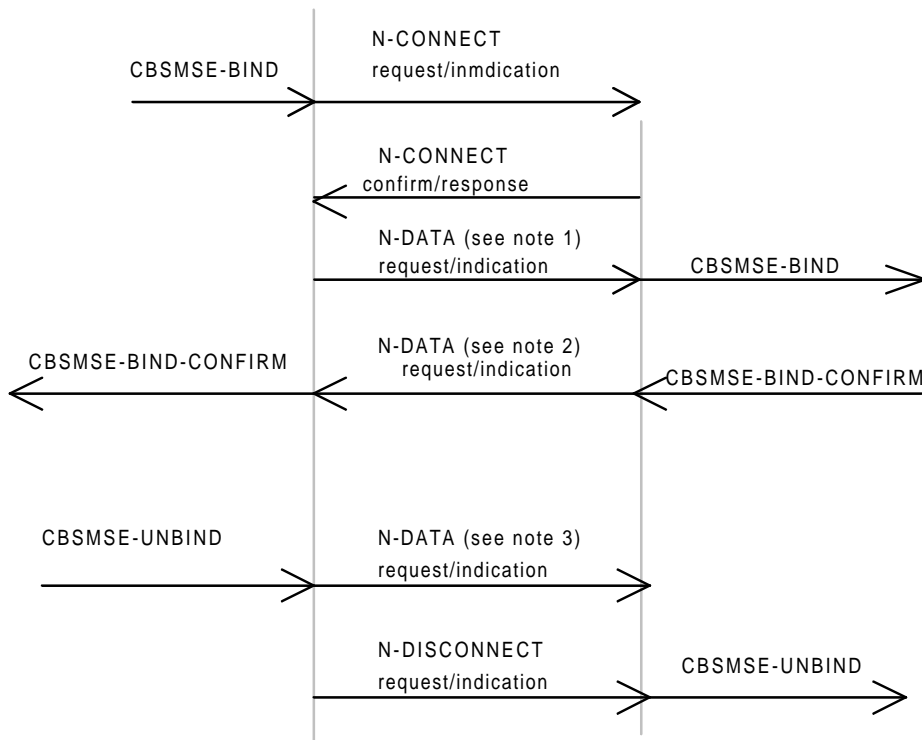 N-CONNECT
CBSMSE-BIND
request/inmdication
N-CONNECT
confirm/response
N-DATA (see note 1)
request/indication
CBSMSE-BIND
CBSMSE-BIND-CONFIRM
N-DATA (see note 2)
request/indication
CBSMSE-BIND-CONFIRM
CBSMSE-UNBIND
N-DATA (see note 3)
request/indication
N-DISCONNECT
request/indication
CBSMSE-UNBIND